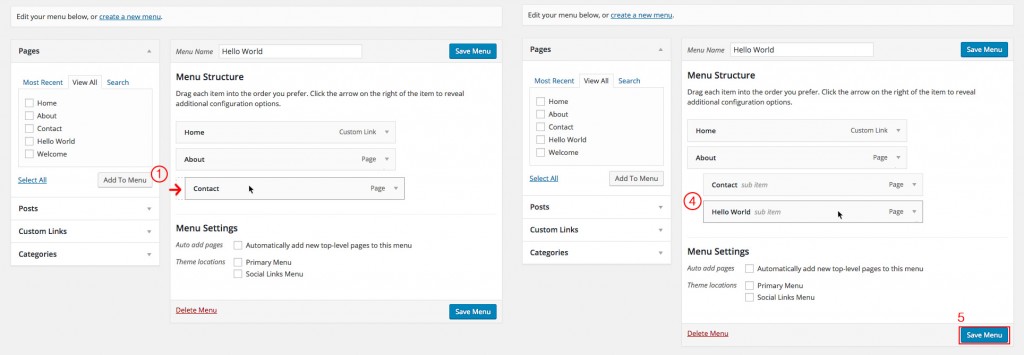 Edit your menu below, or create a new menu.
Pages
Most Recent View All Search
Home
About
Contact
Hello World
Welcome
Select All Add To Menu
Posts
Custom Links
Categories
Menu Name Hello World Save Menu
Menu Structure
Drag each item into the order you prefer. Click the arrow on the right of the item to reveal
additional configuration options.
Home Custom Link
About Page
1
Contact Page
Menu Settings
Auto add pages Automatically add new top-level pages to this menu
Theme locations Primary Menu
Social Links Menu
Delete Menu Save Menu
Edit your menu below, or create a new menu.
Pages
Most Recent View All Search
Home
About
Contact
Hello World
Welcome
Select All Add To Menu
Posts
Custom Links
Categories
Menu Name Hello World Save Menu
Menu Structure
Drag each item into the order you prefer. Click the arrow on the right of the item to reveal
additional configuration options.
Home Custom Link
About Page
Contact sub item Page
4
Hello World sub item Page
Menu Settings
Auto add pages Automatically add new top-level pages to this menu
Theme locations Primary Menu
Social Links Menu
5
Delete Menu Save Menu